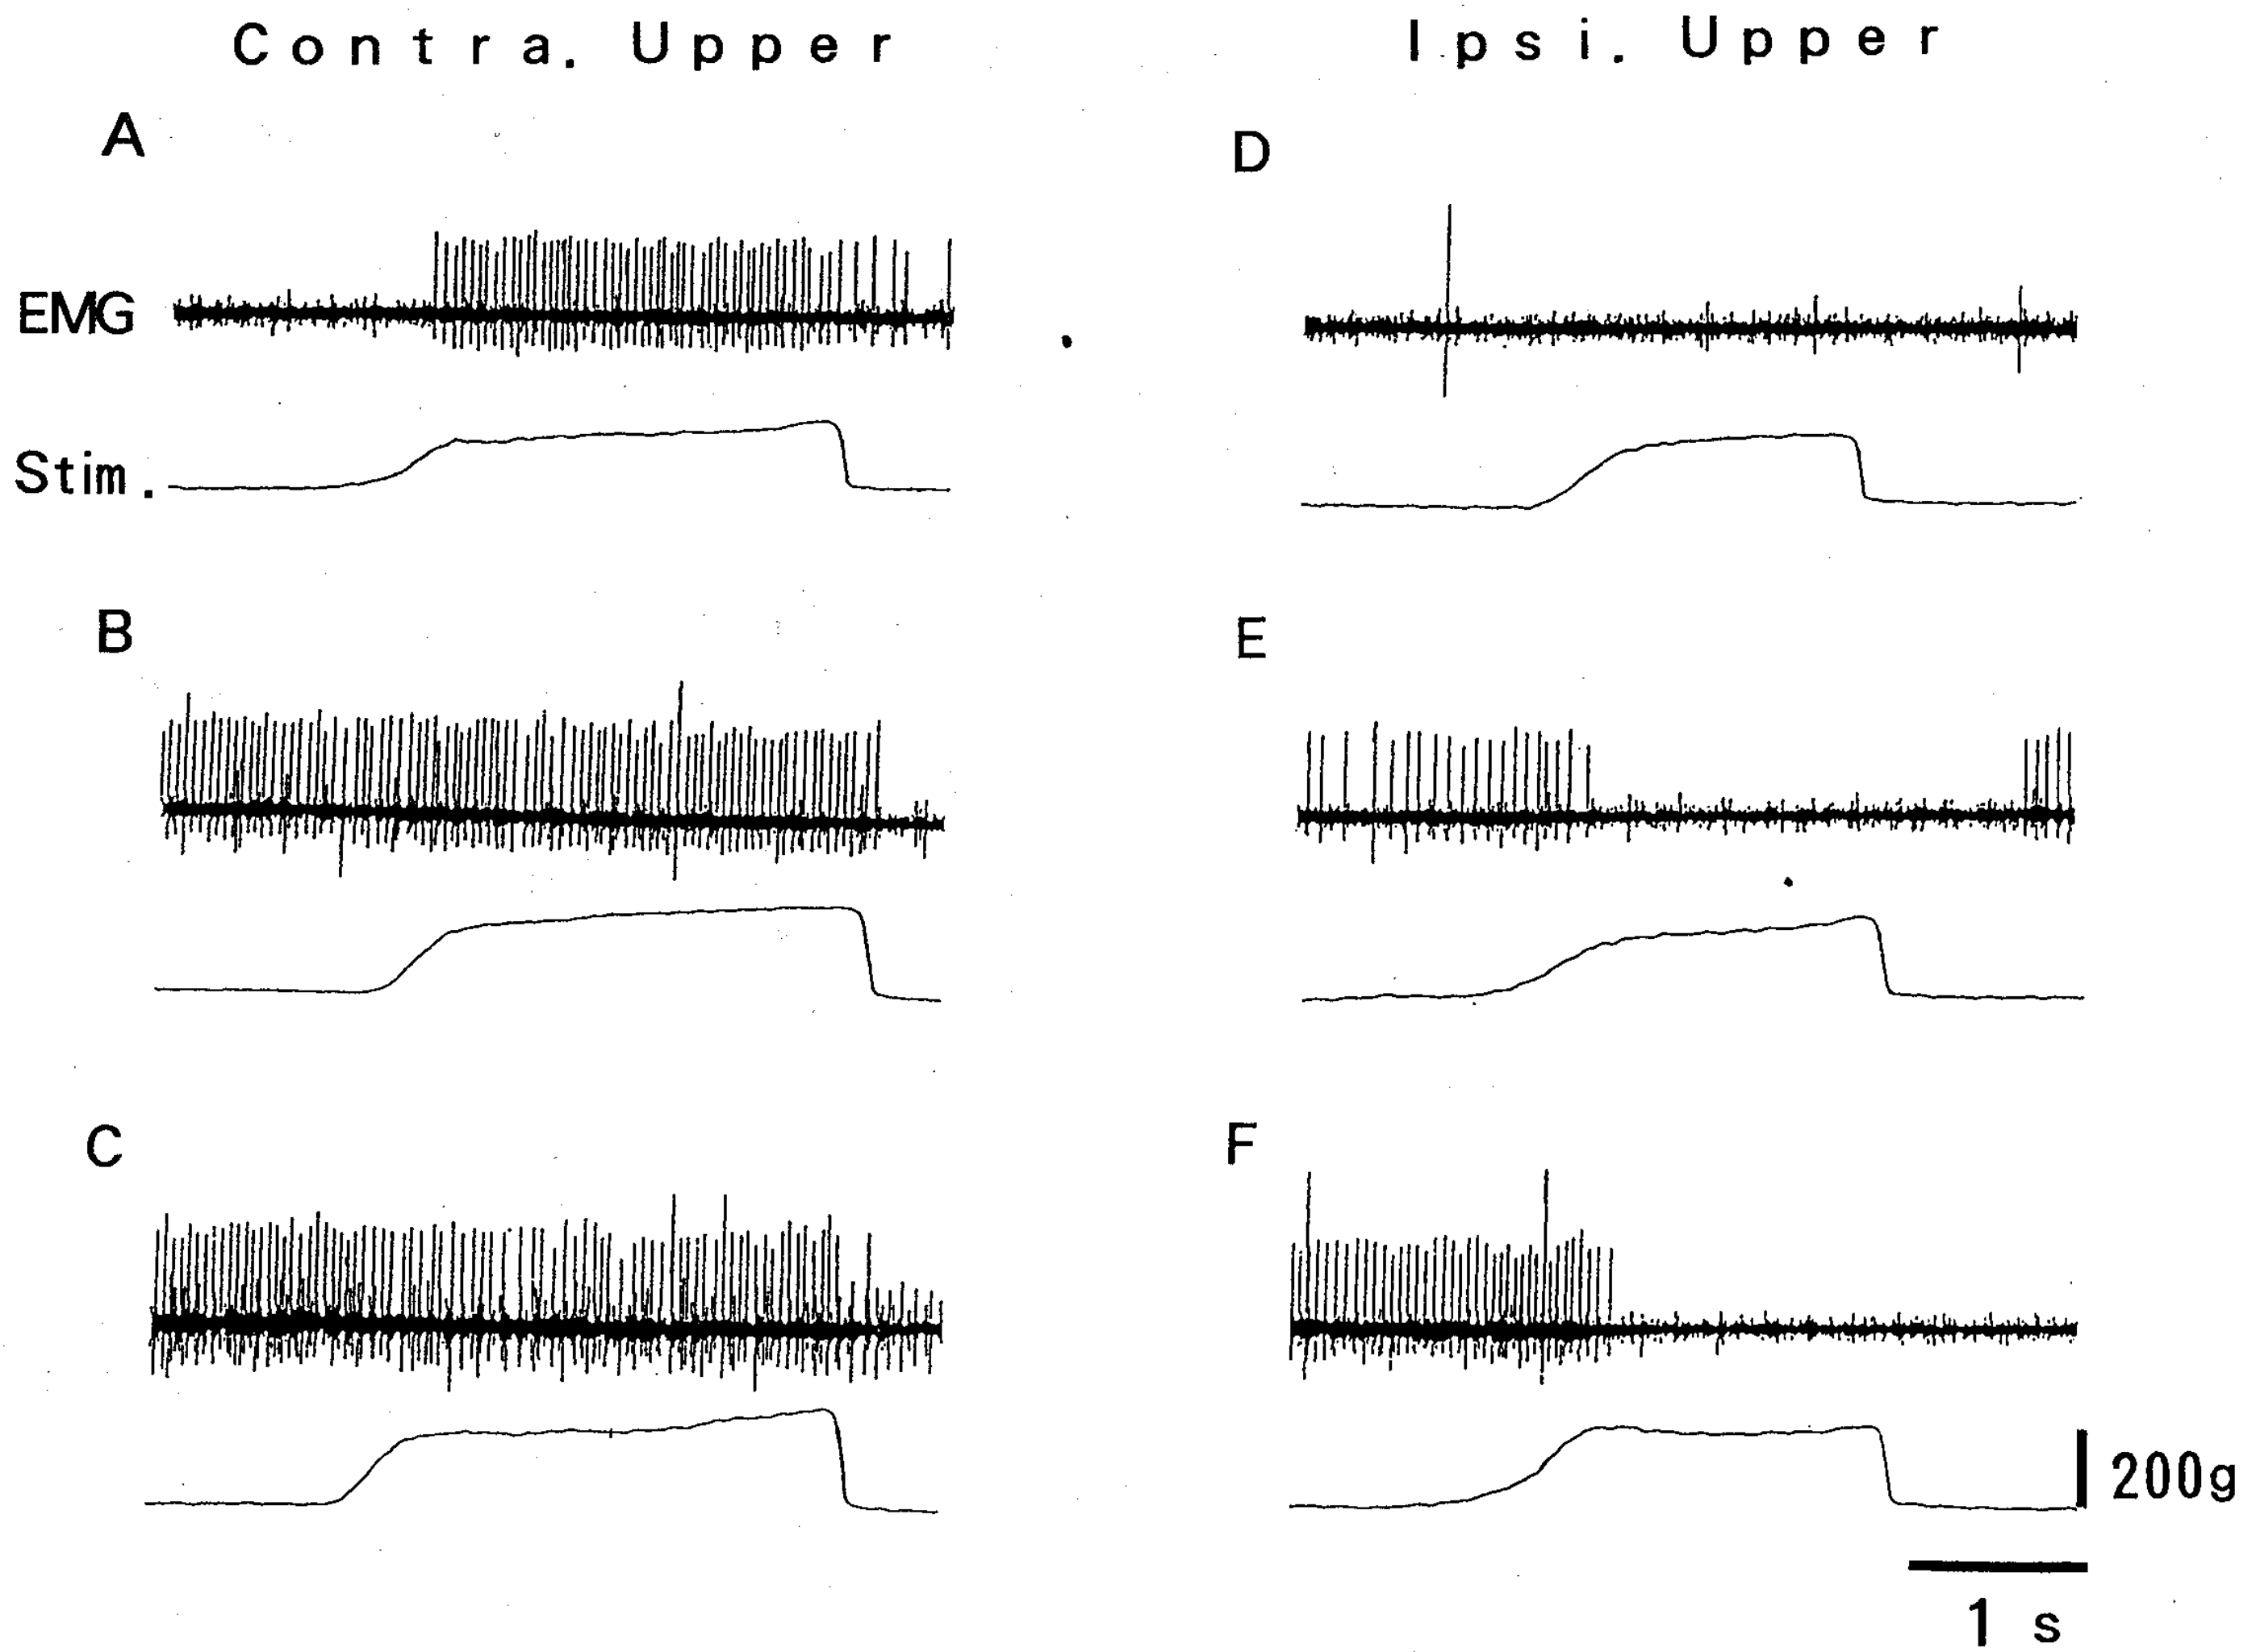 Contra. Upper
Ipsi. Upper
A
D
EMG
Stim.
B
E
C
F
200g
1 s